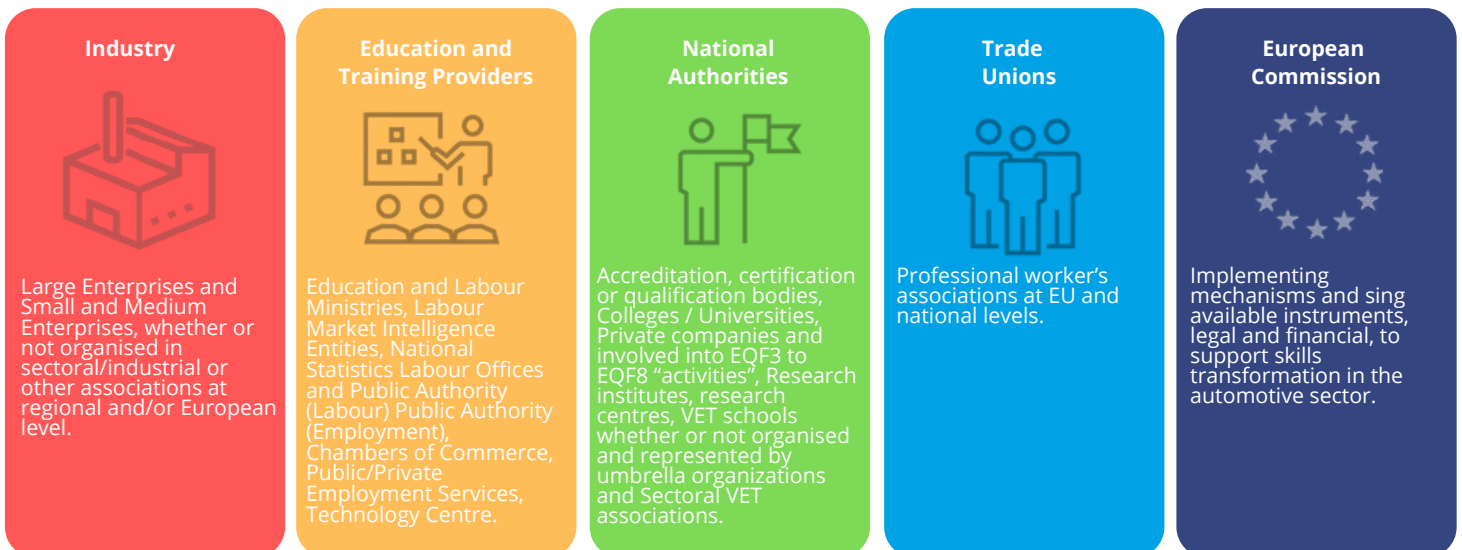 Industry
Large Enterprises and
Small and Medium
Enterprises, whether or
not organised in
sectoral/industrial or
other associations at
regional and/or European
level.
Education and
Training Providers
Education and Labour
Ministries, Labour
Market Intelligence
Entities, National
Statistics Labour Offices
and Public Authority
(Labour) Public Authority
(Employment),
Chambers of Commerce,
Public/Private
Employment Services,
Technology Centre.
National
Authorities
Accreditation, certification
or qualification bodies,
Colleges / Universities,
Private companies and
involved into EQF3 to
EQF8 “activities”, Research
institutes, research
centres, VET schools
whether or not organised
and represented by
umbrella organizations
and Sectoral VET
associations.
Trade
Unions
Professional worker’s
associations at EU and
national levels.
European
Commission
Implementing
mechanisms and sing
available instruments,
legal and financial, to
support skills
transformation in the
automotive sector.